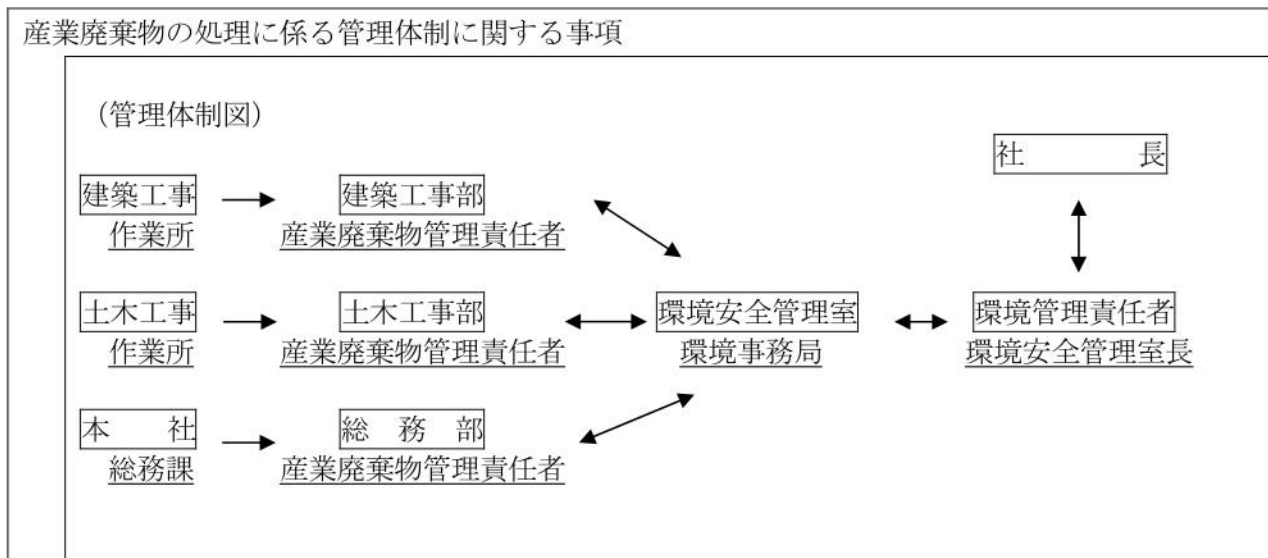 産業廃棄物の処理に係る管理体制に関する事項
（管理体制図）
社　　　　長
建築工事
作業所
建築工事部
産業廃棄物管理責任者
土木工事
作業所
土木工事部
産業廃棄物管理責任者
環境安全管理室
環境事務局
環境管理責任者
環境安全管理室長
本　　社
総務課
総　務　部
産業廃棄物管理責任者